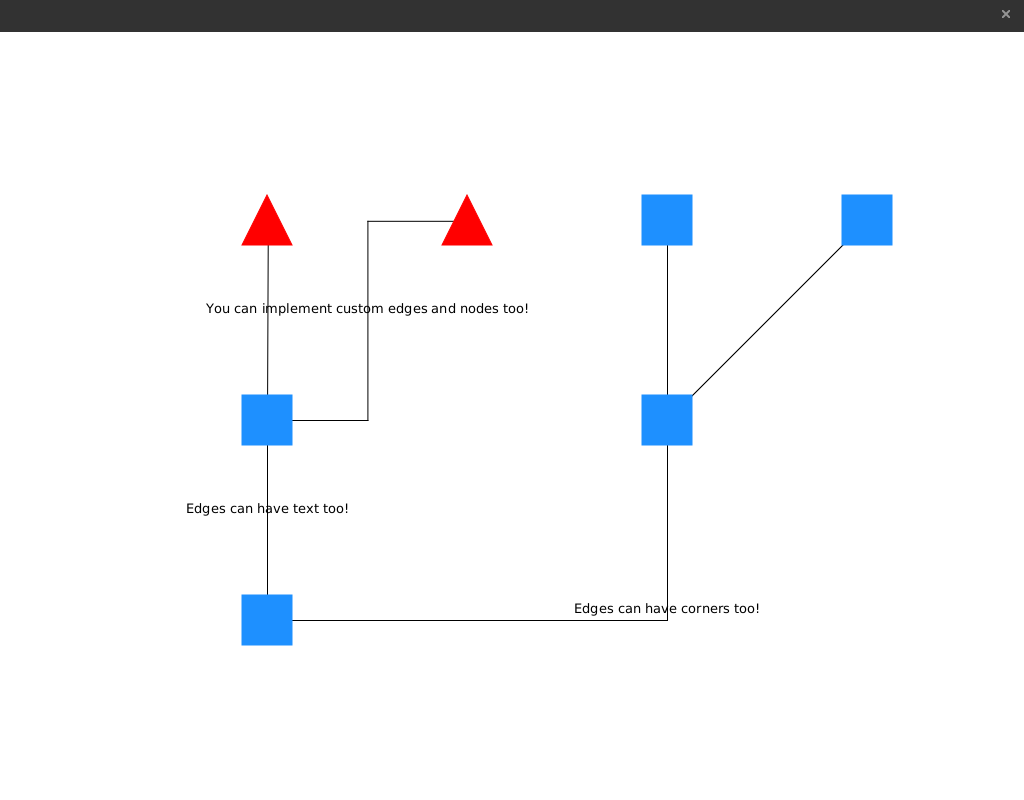 You can implement custom edges and nodes too!
Edges can have text too!
Edges can have corners too!